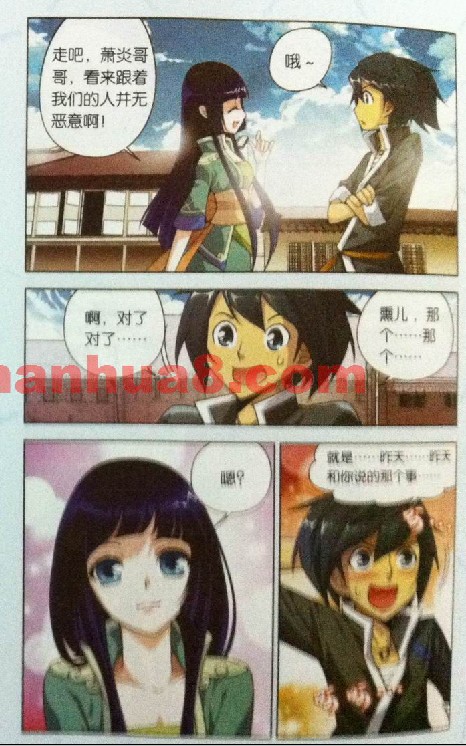 走吧，萧炎哥
哥，看来跟着
我们的人并无
恶意啊！
哦～
啊，对了
对了……
熏儿，那
个……那
个……
manhua8.com
嗯？
就是……昨天……昨天
和你说的那个事……